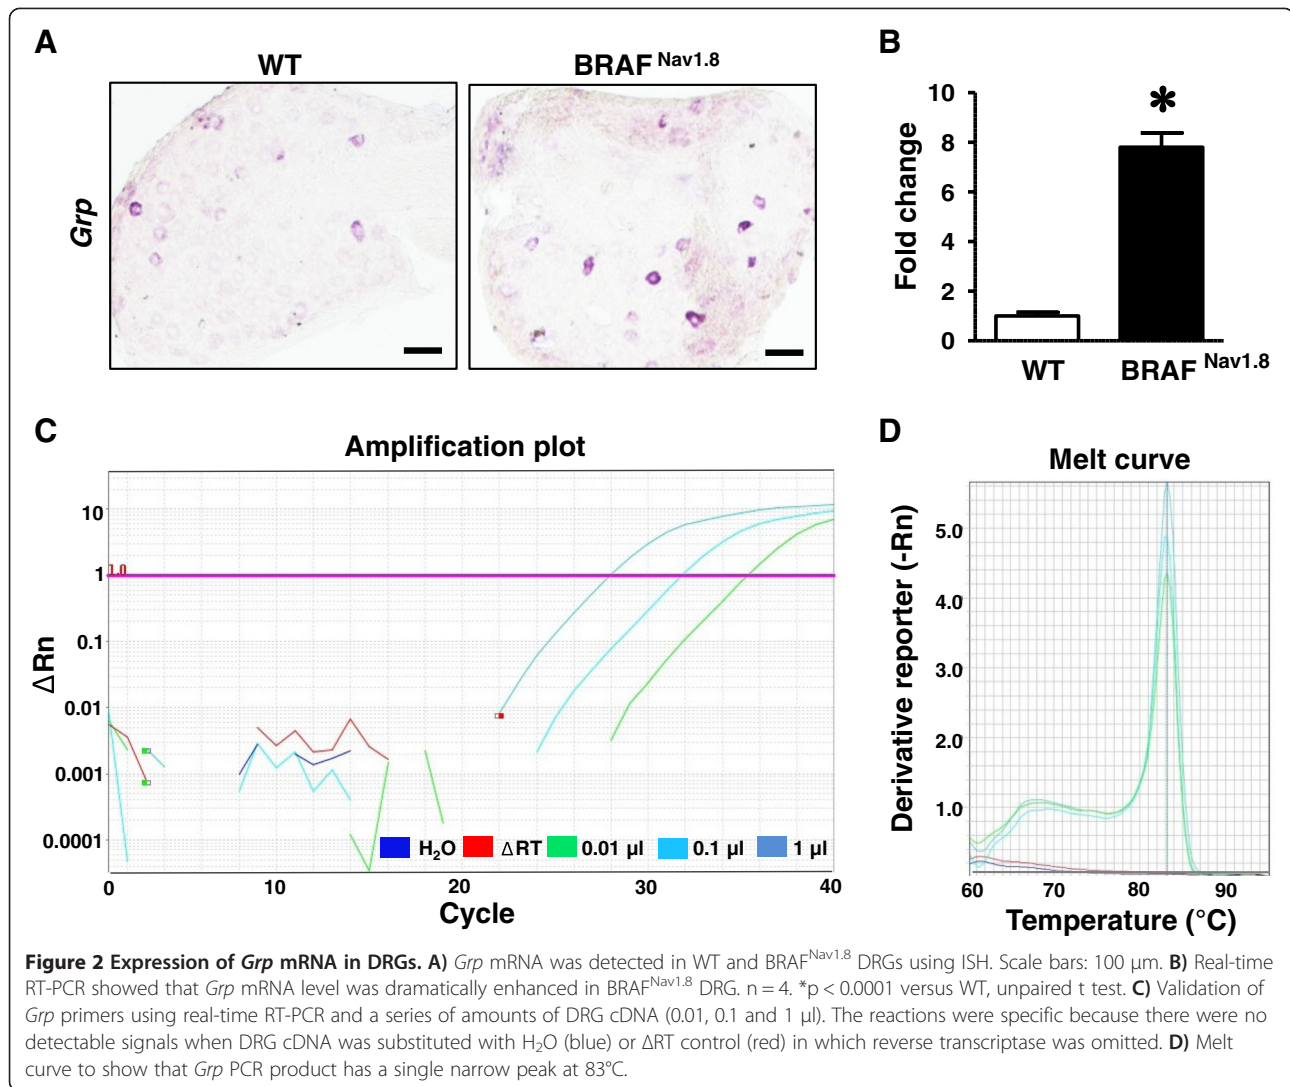 A
WT
BRAF Nav1.8
Grp
B
Fold change
10
8
6
4
2
0
*
WT
BRAF Nav1.8
C
Amplification plot
ΔRn
10
1
1.0
0.1
0.01
0.001
0.0001
H2O
ΔRT
0.01 µl
0.1 µl
1 µl
0
10
20
30
40
Cycle
D
Melt curve
Derivative reporter (-Rn)
5.0
4.0
3.0
2.0
1.0
60
70
80
90
Temperature (°C)
Figure 2 Expression of Grp mRNA in DRGs. A) Grp mRNA was detected in WT and BRAFNav1.8 DRGs using ISH. Scale bars: 100 µm. B) Real-time
RT-PCR showed that Grp mRNA level was dramatically enhanced in BRAFNav1.8 DRG. n = 4. *p < 0.0001 versus WT, unpaired t test. C) Validation of
Grp primers using real-time RT-PCR and a series of amounts of DRG cDNA (0.01, 0.1 and 1 µl). The reactions were specific because there were no
detectable signals when DRG cDNA was substituted with H2O (blue) or ΔRT control (red) in which reverse transcriptase was omitted. D) Melt
curve to show that Grp PCR product has a single narrow peak at 83°C.